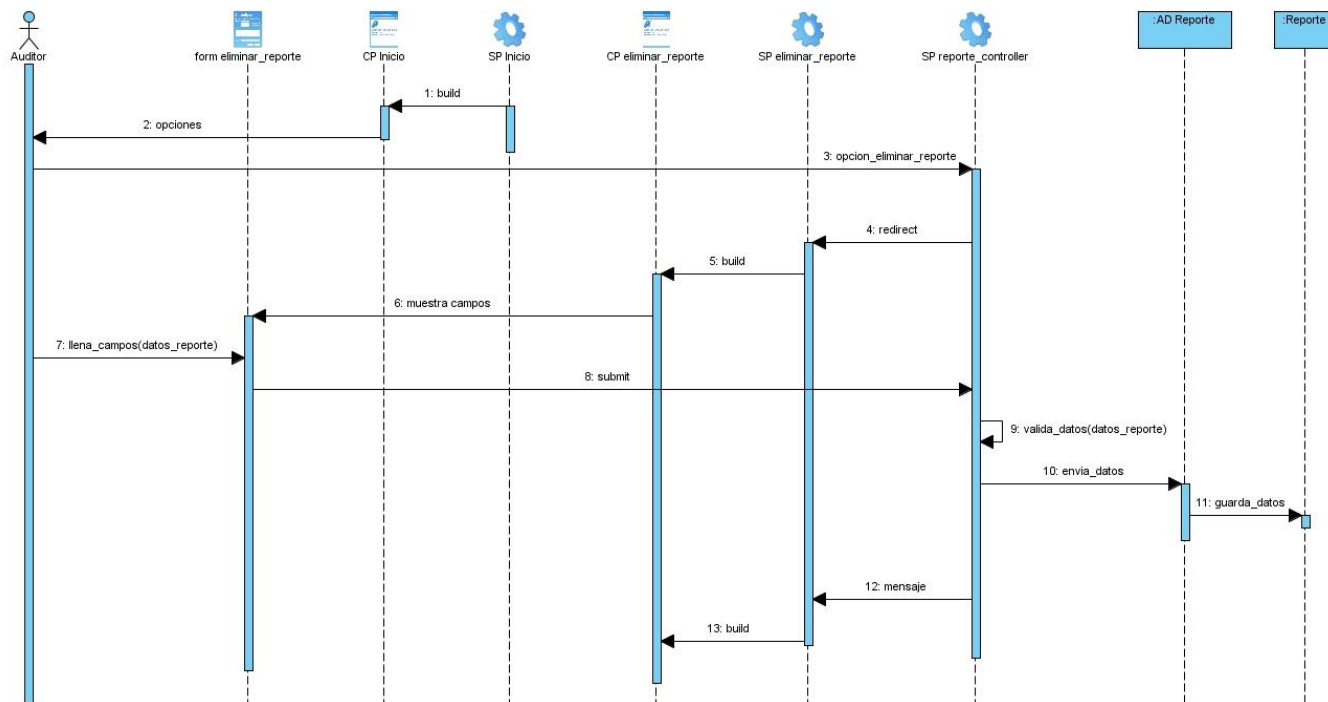 :AD Reporte
:Reporte
Auditor
form eliminar_reporte
CP Inicio
SP Inicio
CP eliminar_reporte
SP eliminar_reporte
SP reporte_controller
1: build
2: opciones
3: opcion_eliminar_reporte
4: redirect
5: build
6: muestra campos
7: llena_campos(datos_reporte)
8: submit
9: valida_datos(datos_reporte)
10: envia_datos
11: guarda_datos
12: mensaje
13: build